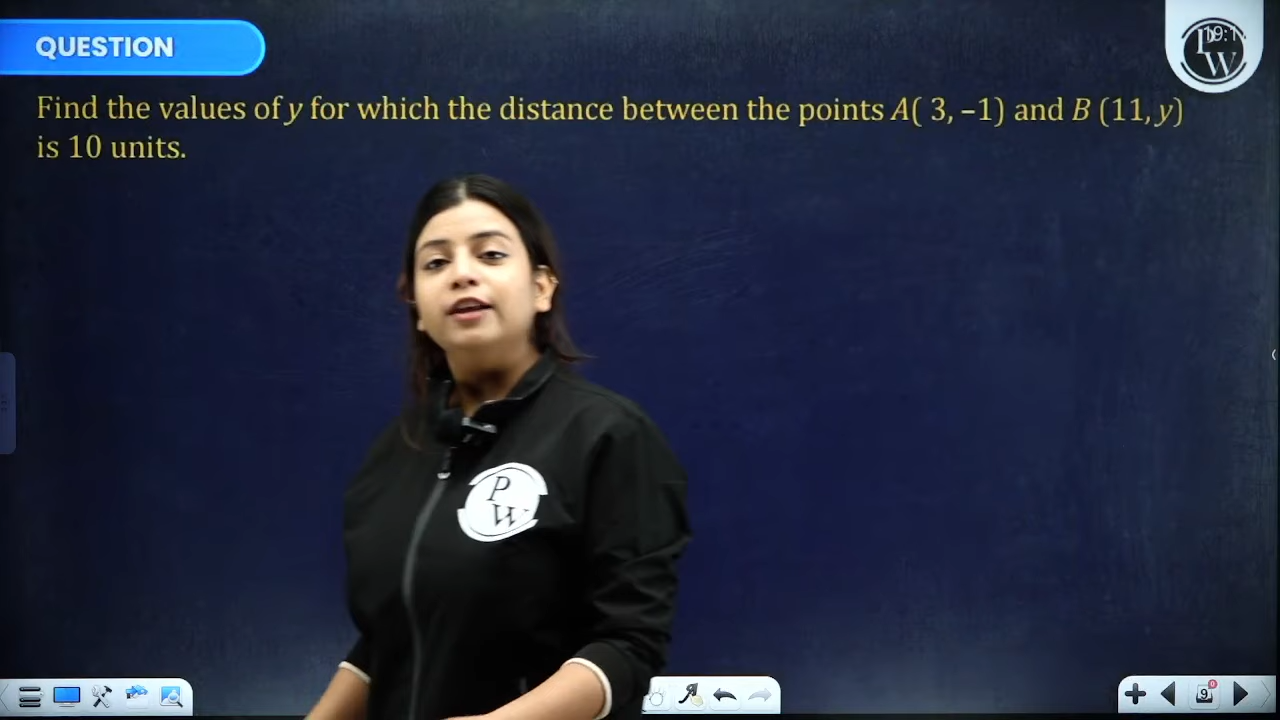 QUESTION
Find the values of y for which the distance between the points A( 3, –1) and B (11, y)
is 10 units.
P
W
9